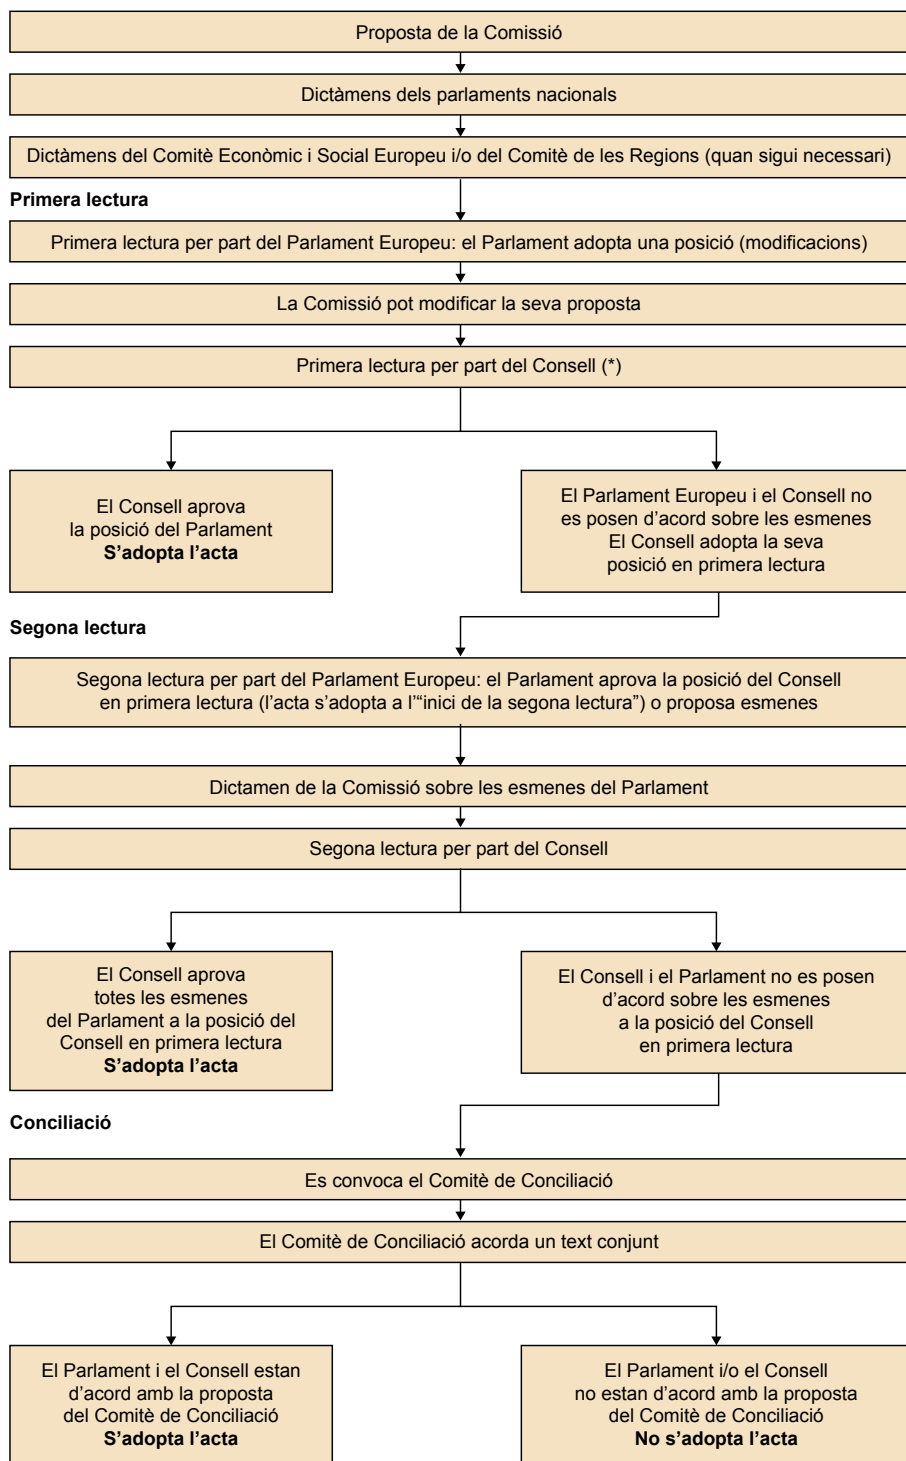 Proposta de la Comissió
Dictàmens dels parlaments nacionals
Dictàmens del Comitè Econòmic i Social Europeu i/o del Comitè de les Regions (quan sigui necessari)
Primera lectura
Primera lectura per part del Parlament Europeu: el Parlament adopta una posició (modificacions)
La Comissió pot modificar la seva proposta
Primera lectura per part del Consell (*)
El Consell aprova
la posició del Parlament
S’adopta l’acta
El Parlament Europeu i el Consell no
es posen d’acord sobre les esmenes
El Consell adopta la seva
posició en primera lectura
Segona lectura
Segona lectura per part del Parlament Europeu: el Parlament aprova la posició del Consell
en primera lectura (l’acta s’adopta a l’“inici de la segona lectura”) o proposa esmenes
Dictamen de la Comissió sobre les esmenes del Parlament
Segona lectura per part del Consell
El Consell aprova
totes les esmenes
del Parlament a la posició del
Consell en primera lectura
S’adopta l’acta
El Consell i el Parlament no es posen
d’acord sobre les esmenes
a la posició del Consell
en primera lectura
Conciliació
Es convoca el Comitè de Conciliació
El Comitè de Conciliació acorda un text conjunt
El Parlament i el Consell estan
d’acord amb la proposta
del Comitè de Conciliació
S’adopta l’acta
El Parlament i/o el Consell
no estan d’acord amb la proposta
del Comitè de Conciliació
No s’adopta l’acta